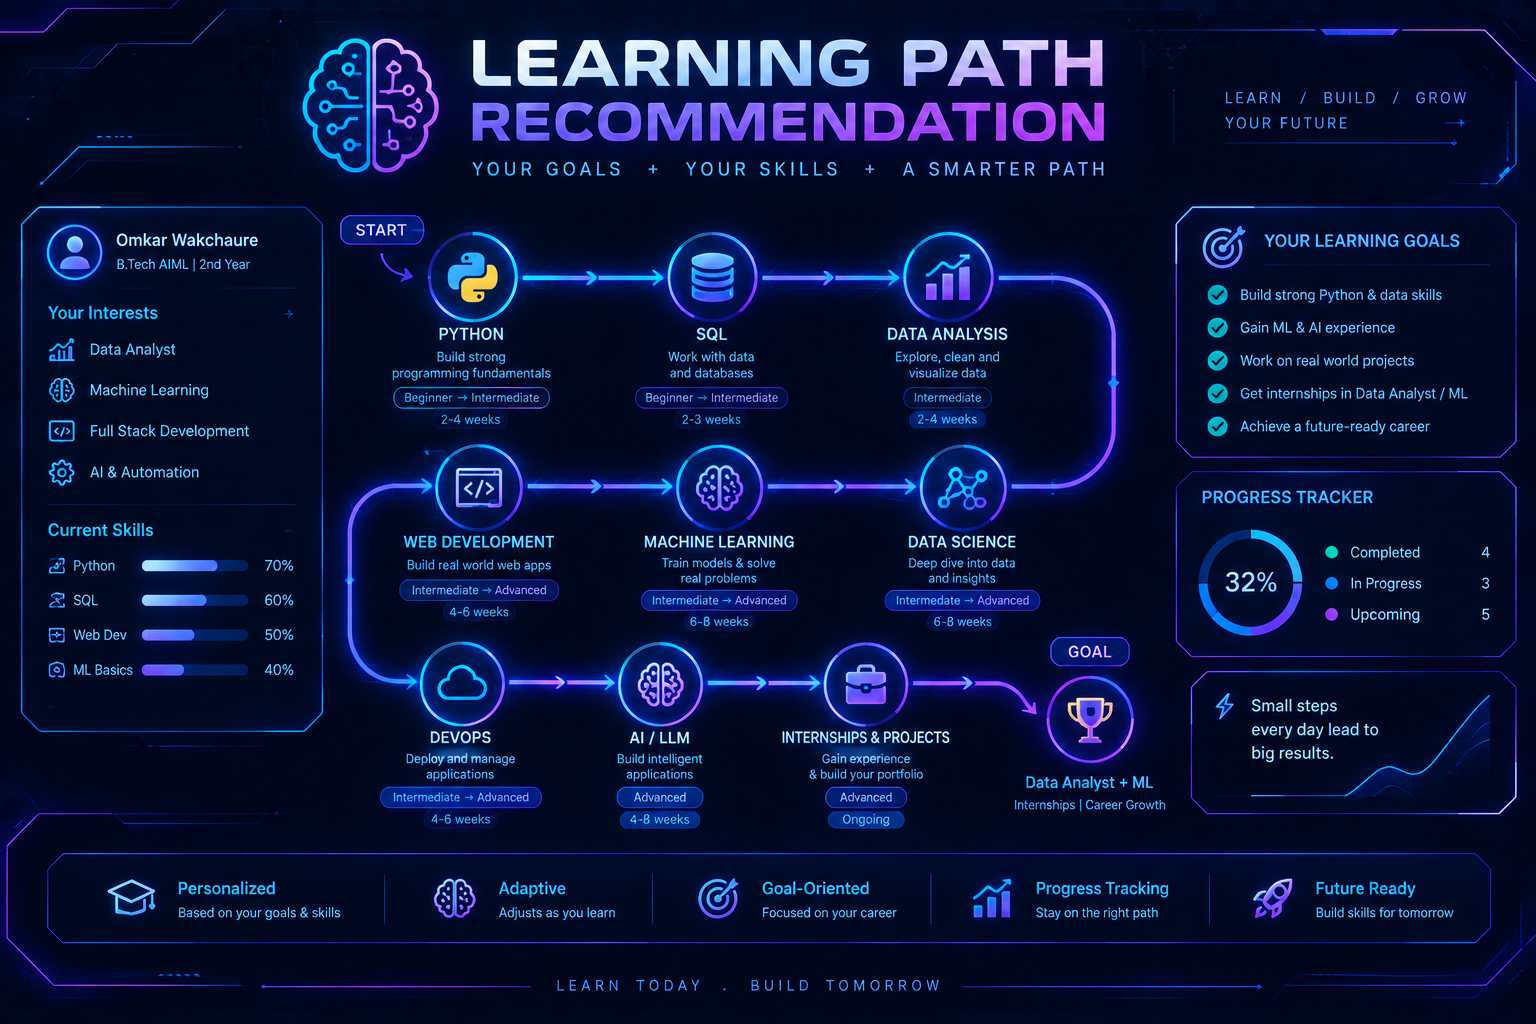 LEARNING PATH
RECOMMENDATION
YOUR GOALS + YOUR SKILLS + A SMARTER PATH
LEARN / BUILD / GROW
YOUR FUTURE →
Omkar Wakchaure
B.Tech AIML | 2nd Year
Your Interests +
Data Analyst
Machine Learning
Full Stack Development
AI & Automation
Current Skills
Python 70%
SQL 60%
Web Dev 50%
ML Basics 40%
START
PYTHON
Build strong
programming fundamentals
Beginner → Intermediate
2-4 weeks
SQL
Work with data
and databases
Beginner → Intermediate
2-3 weeks
DATA ANALYSIS
Explore, clean and
visualize data
Intermediate
2-4 weeks
WEB DEVELOPMENT
Build real world web apps
Intermediate → Advanced
4-6 weeks
MACHINE LEARNING
Train models & solve
real problems
Intermediate → Advanced
6-8 weeks
DATA SCIENCE
Deep dive into data
and insights
Intermedate → Advanced
6-8 weeks
DEVOPS
Deploy and manage
applications
Intermediate → Advanced
4-6 weeks
AI / LLM
Build intelligent
applications
Advanced
4-8 weeks
INTERNSHIPS & PROJECTS
Gain experience
& build your portfolio
Advanced
Ongoing
GOAL
Data Analyst + ML
Internships | Career Growth
YOUR LEARNING GOALS
Build strong Python & data skills
Gain ML & AI experience
Work on real world projects
Get internships in Data Analyst / ML
Achieve a future-ready career
PROGRESS TRACKER
32%
Completed 4
In Progress 3
Upcoming 5
Small steps
every day lead to
big results.
Personalized
Based on your goals & skills
Adaptive
Adjusts as you learn
Goal-Oriented
Focused on your career
Progress Tracking
Stay on the right path
Future Ready
Build skills for tomorrow
LEARN TODAY . BUILD TOMORROW